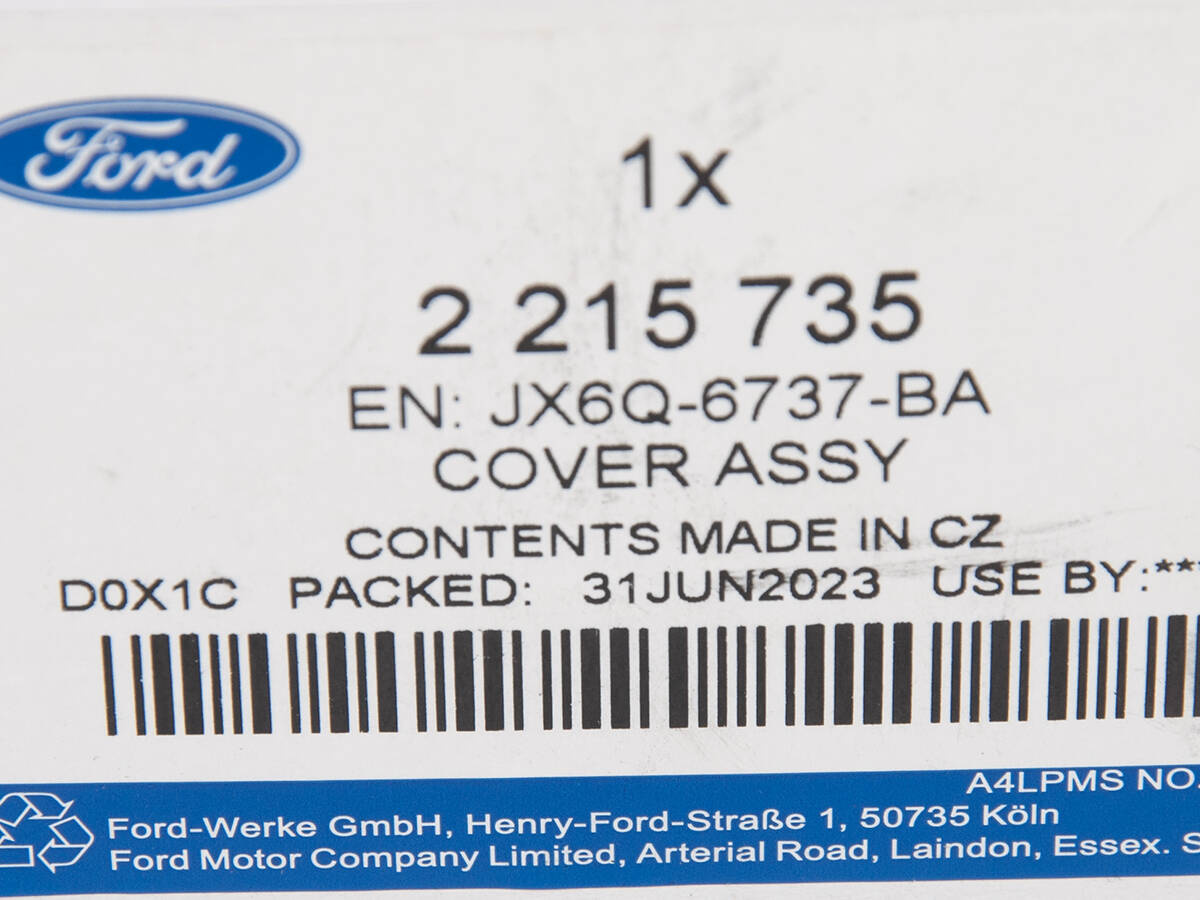 Ford
1x
2 215 735
EN: JX6Q-6737-BA
COVER ASSY
CONTENTS MADE IN CZ
D0X1C PACKED: 31JUN2023 USE BY:***
A4LPMS NO.
Ford-Werke GmbH, Henry-Ford-Straße 1, 50735 Köln
Ford Motor Company Limited, Arterial Road, Laindon, Essex. S